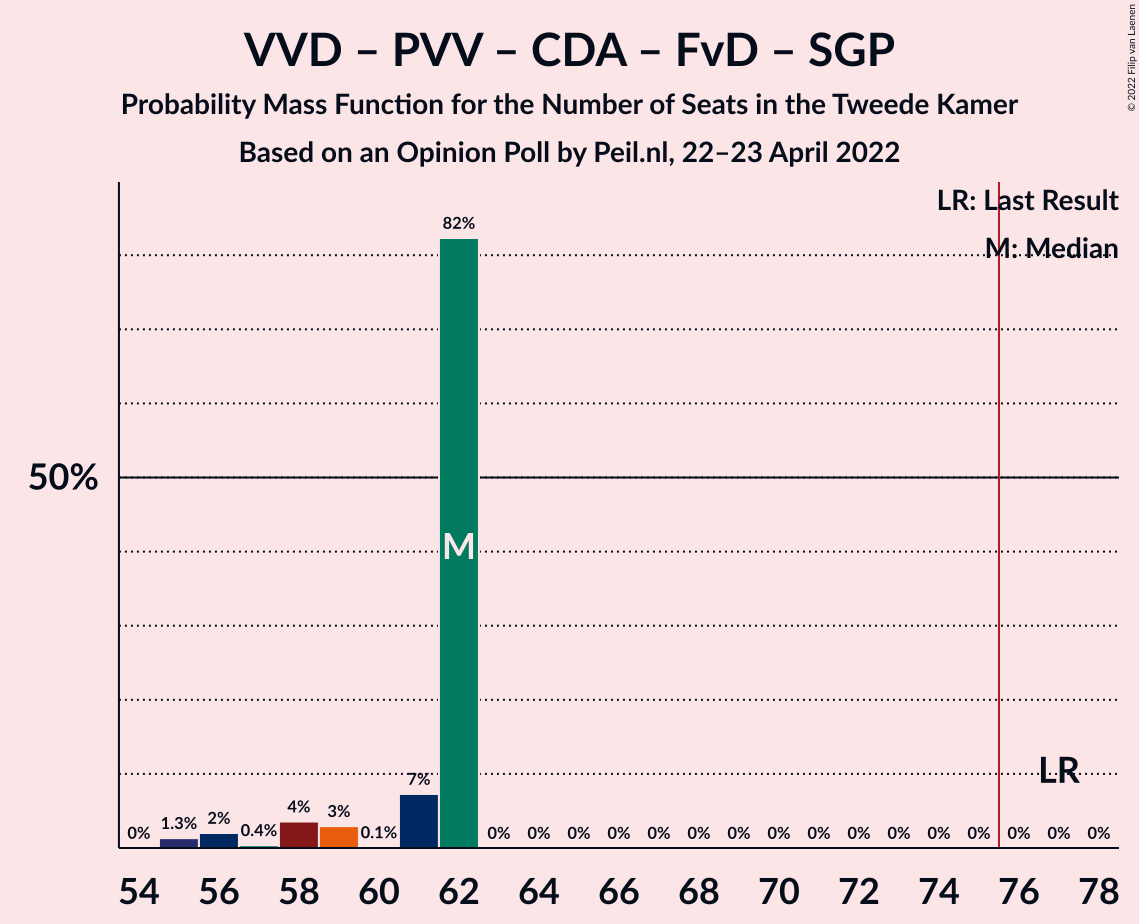 VVD – PVV – CDA – FvD – SGP
Probability Mass Function for the Number of Seats in the Tweede Kamer
Based on an Opinion Poll by Peil.nl, 22–23 April 2022
© 2022 Filip van Laenen
LR: Last Result
M: Median
82%
50%
M
LR
0% 1.3% 2% 0.4% 4% 3% 0.1% 7% 0% 0% 0% 0% 0% 0% 0% 0% 0% 0% 0% 0% 0% 0% 0% 0%
54 56 58 60 62 64 66 68 70 72 74 76 78